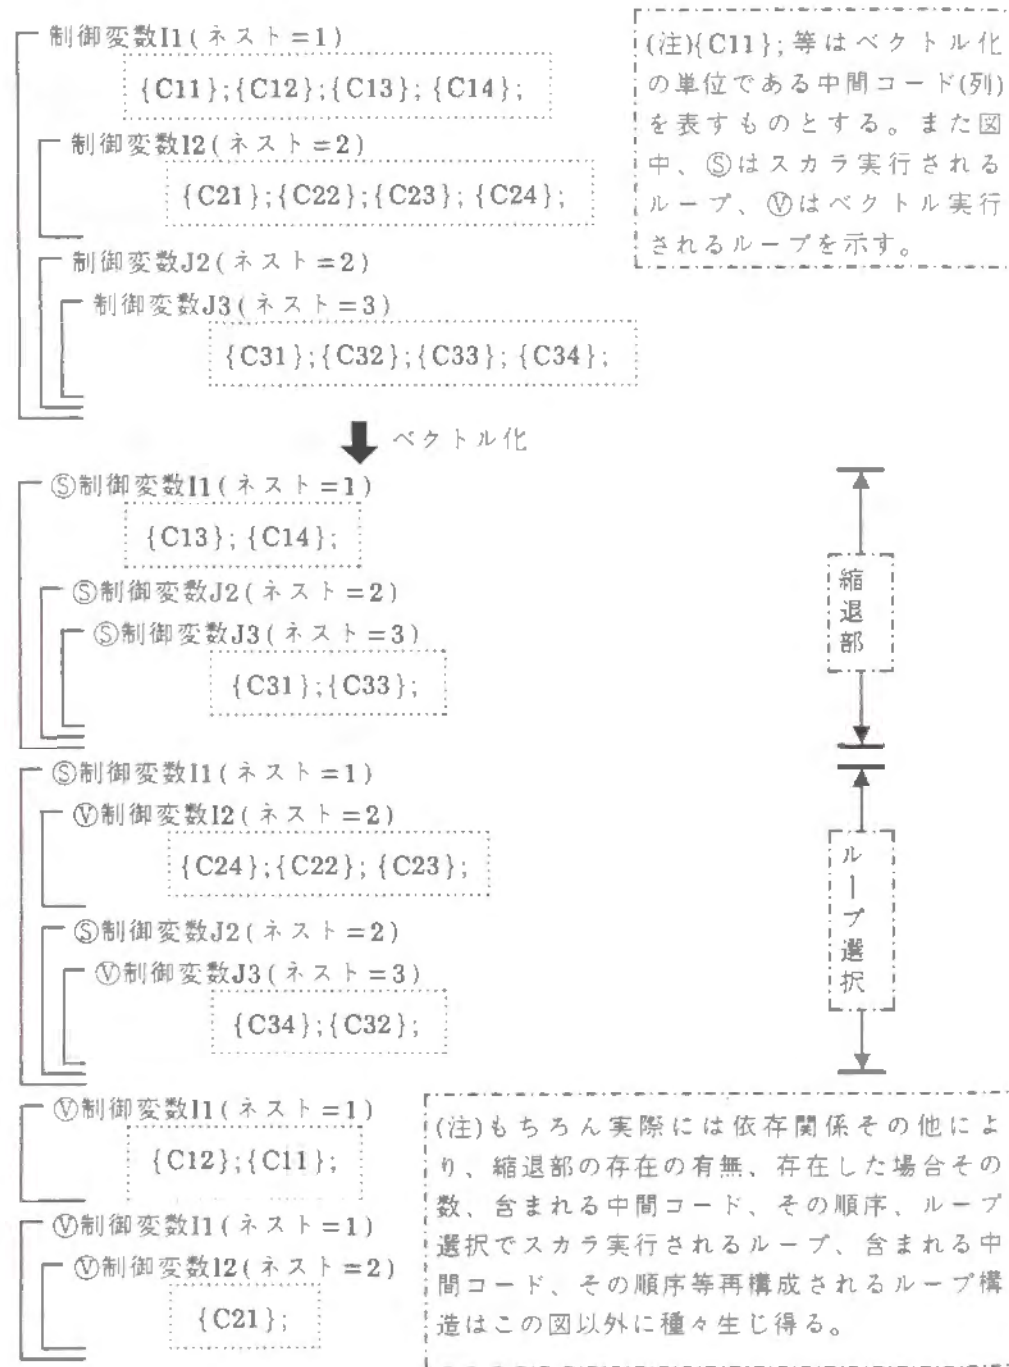 制御変数I1(ネスト=1)
{C11};{C12};{C13}; {C14};
制御変数I2(ネスト=2)
{C21};{C22};{C23}; {C24};
制御変数J2(ネスト=2)
制御変数J3(ネスト=3)
{C31};{C32};{C33}; {C34};
(注){C11};等はベクトル化
の単位である中間コード(列)
を表すものとする。また図
中、Ⓢはスカラ実行される
ループ、Ⓥはベクトル実行
されるループを示す。
ベクトル化
Ⓢ制御変数I1(ネスト=1)
{C13}; {C14};
Ⓢ制御変数J2(ネスト=2)
Ⓢ制御変数J3(ネスト=3)
{C31};{C33};
縮退部
Ⓢ制御変数I1(ネスト=1)
Ⓥ制御変数I2(ネスト=2)
{C24};{C22}; {C23};
Ⓢ制御変数J2(ネスト=2)
Ⓥ制御変数J3(ネスト=3)
{C34};{C32};
ループ選択
Ⓥ制御変数I1(ネスト=1)
{C12};{C11};
Ⓥ制御変数I1(ネスト=1)
Ⓥ制御変数I2(ネスト=2)
{C21};
(注)もちろん実際には依存関係その他によ
り、縮退部の存在の有無、存在した場合その
数、含まれる中間コード、その順序、ループ
選択でスカラ実行されるループ、含まれる中
間コード、その順序等再構成されるループ構
造はこの図以外に種々生じ得る。